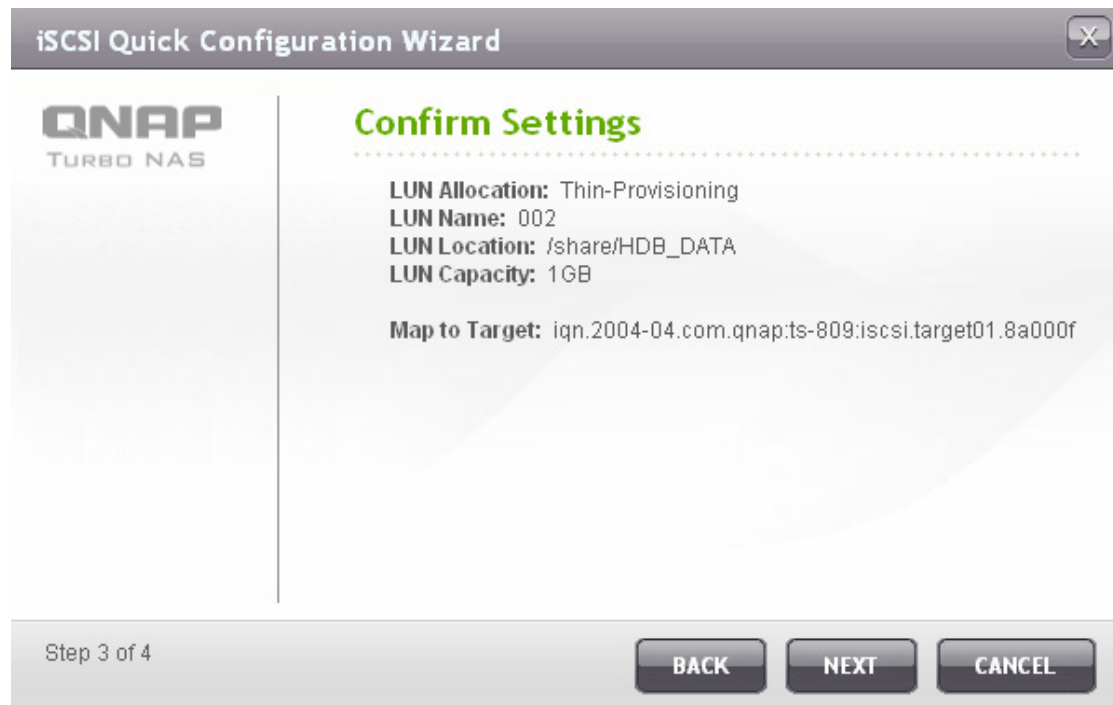 iSCSI Quick Configuration Wizard
X
QNAP
TURBO NAS
Confirm Settings
LUN Allocation: Thin-Provisioning
LUN Name: 002
LUN Location: /share/HDB_DATA
LUN Capacity: 1GB
Map to Target: iqn.2004-04.com.qnap:ts-809:iscsi.target01.8a000f
Step 3 of 4
BACK NEXT CANCEL